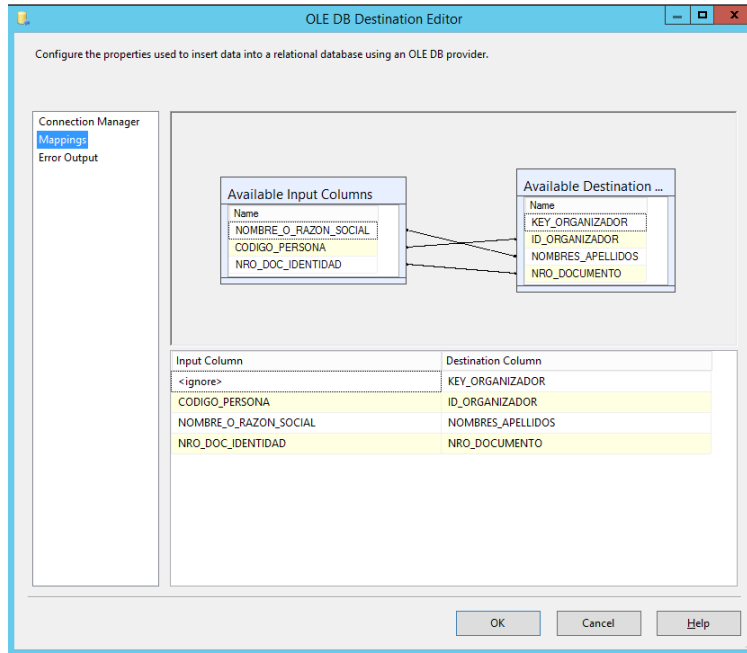 OLE DB Destination Editor
Configure the properties used to insert data into a relational database using an OLE DB provider.
Connection Manager
Mappings
Error Output
Available Input Columns
Name
NOMBRE_O_RAZON_SOCIAL
CODIGO_PERSONA
NRO_DOC_IDENTIDAD
Available Destination ...
Name
KEY_ORGANIZADOR
ID_ORGANIZADOR
NOMBRES_APELLIDOS
NRO_DOCUMENTO
Input Column Destination Column
<ignore> KEY_ORGANIZADOR
CODIGO_PERSONA ID_ORGANIZADOR
NOMBRE_O_RAZON_SOCIAL NOMBRES_APELLIDOS
NRO_DOC_IDENTIDAD NRO_DOCUMENTO
OK Cancel Help